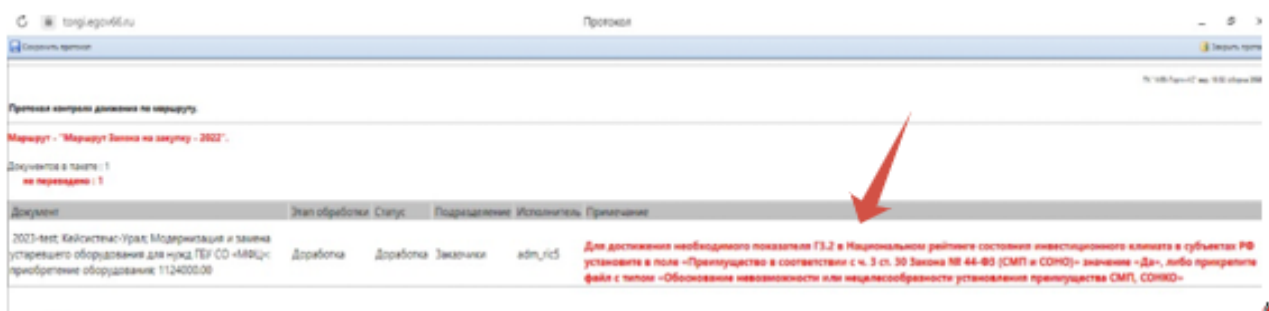 torgi.egov66.ru Протокол
Сохранить протокол Закрыть
Протокол контроля движения по маршруту.
Маршрут - "Маршрут Заявка на закупку - 2022".
Документов в пакете : 1
не переведено : 1
Документ Этап обработки Статус Подразделение Исполнитель Примечание
2023-test; Кейсистемс-Урал; Модернизация и замена
устаревшего оборудования для нужд ГБУ СО «МФЦ»:
приобретение оборудования; 1124000.00
Доработка Доработка Заказчики adm_ric5
Для достижения необходимого показателя Г3.2 в Национальном рейтинге состояния инвестиционного климата в субъектах РФ
установите в поле «Преимущество в соответствии с ч. 3 ст. 30 Закона № 44-ФЗ (СМП и СОНО)» значение «Да», либо прикрепите
файл с типом «Обоснование невозможности или нецелесообразности установления преимущества СМП, СОНКО»